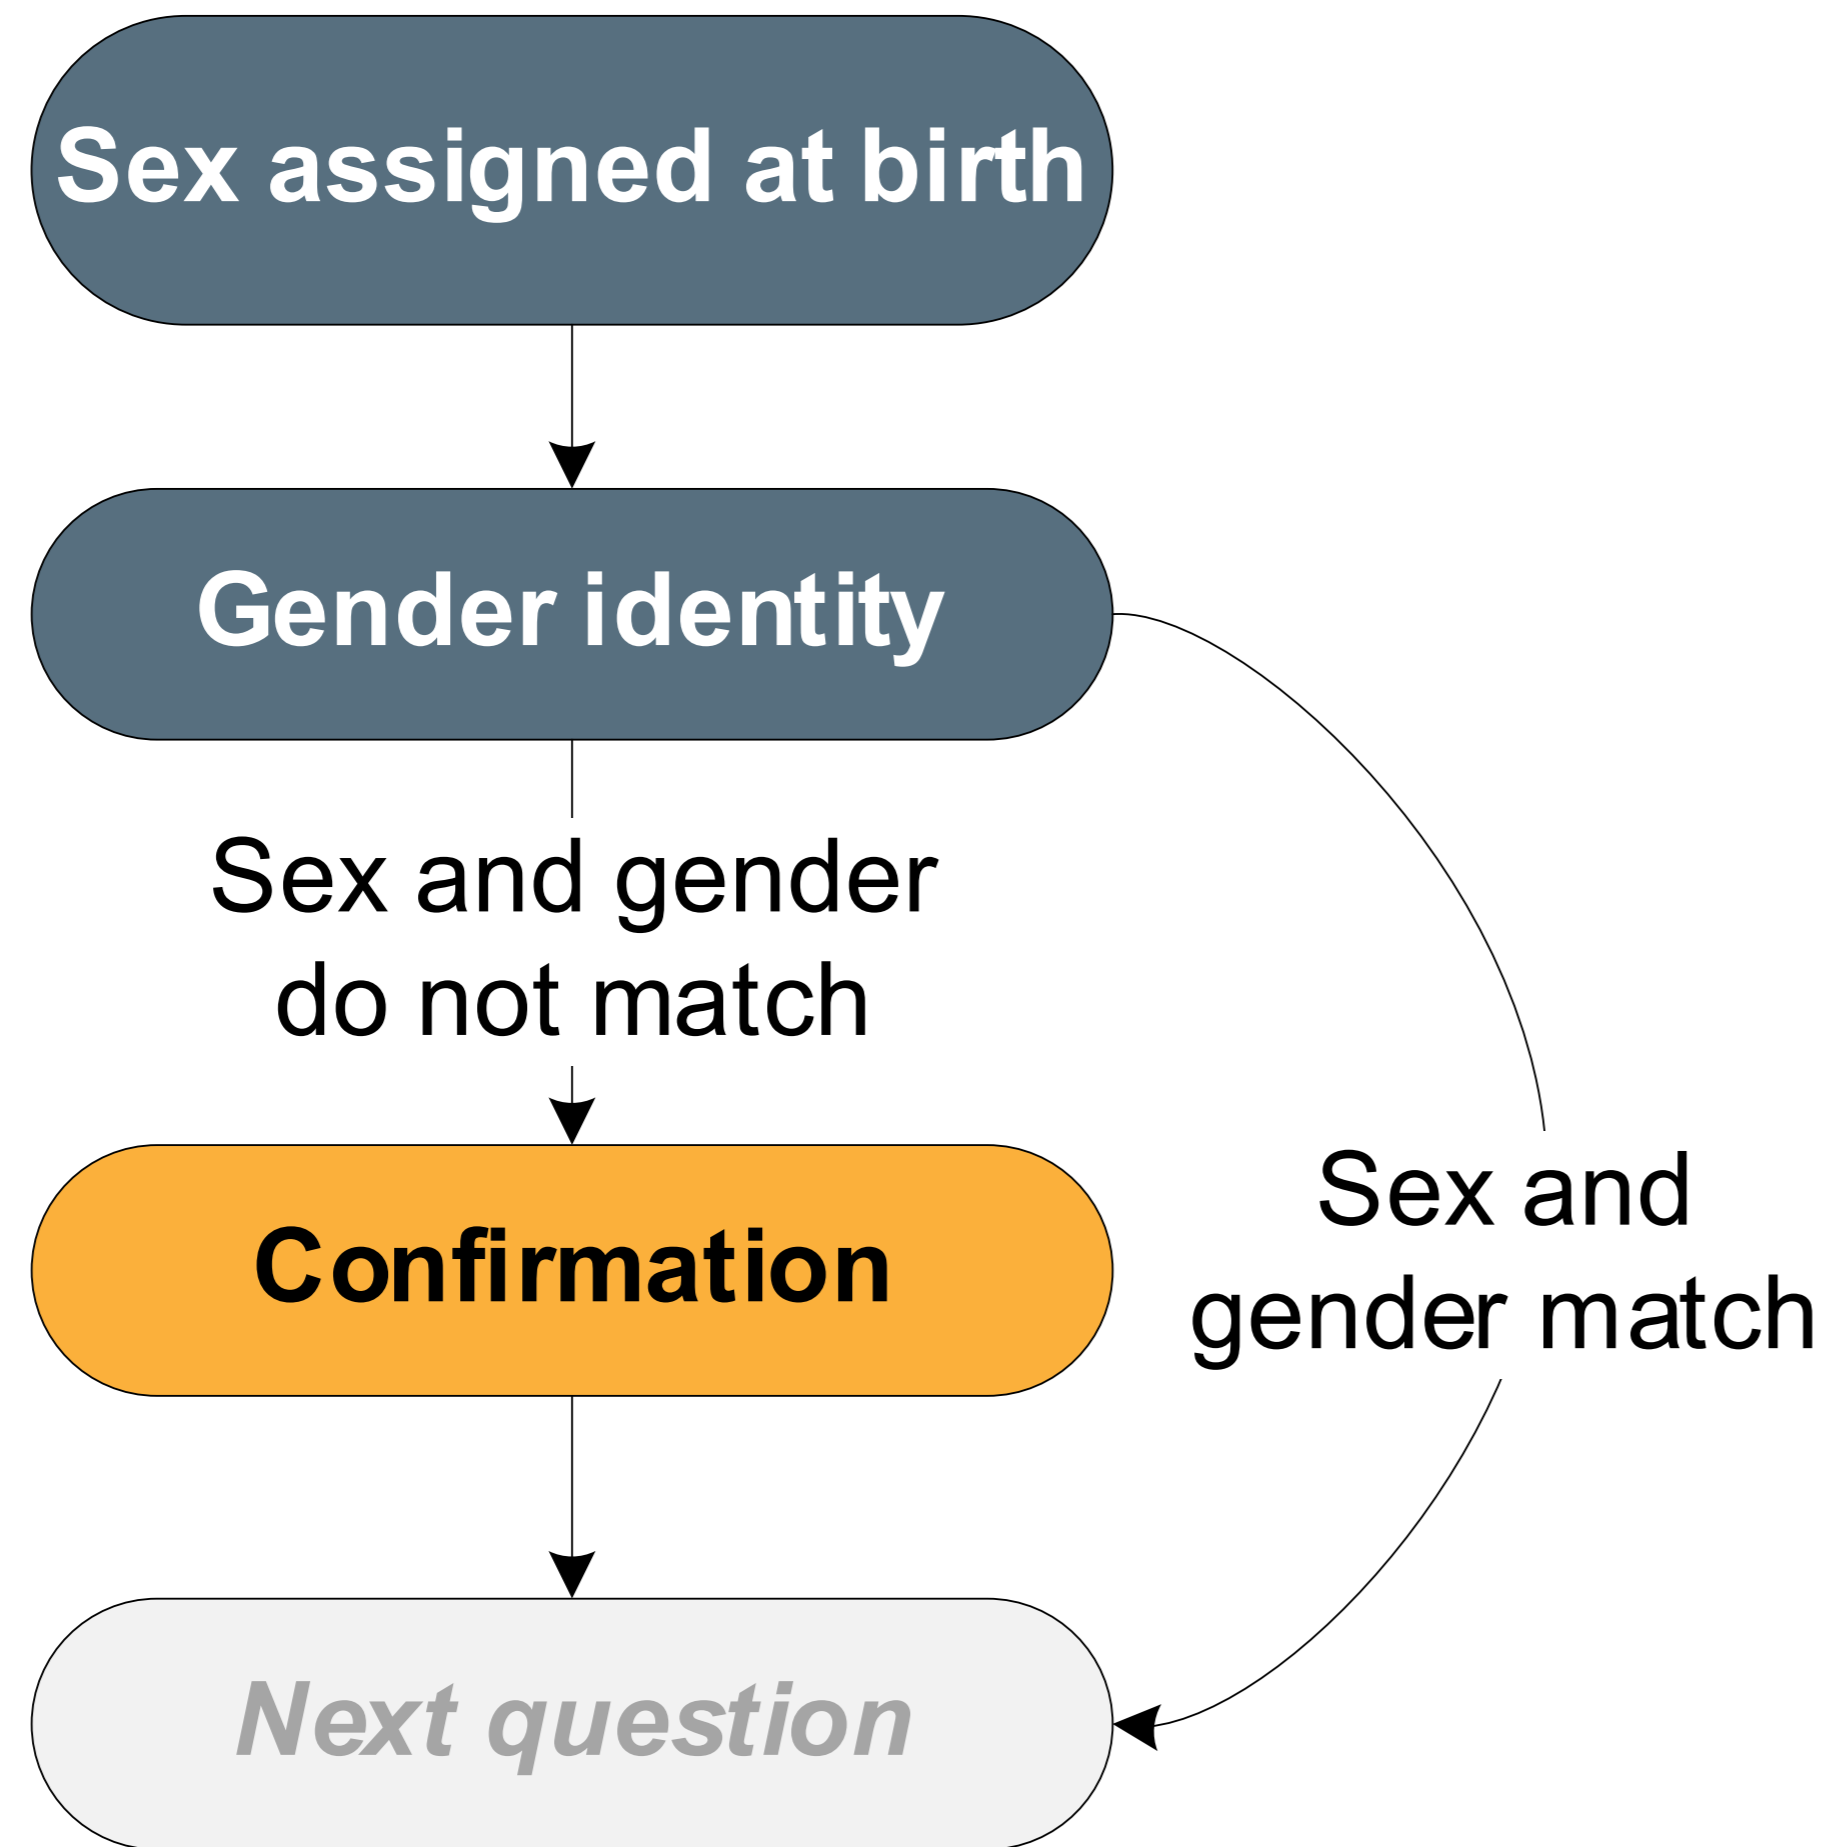 Sex assigned at birth
Gender identity
Sex and gender
do not match
Confirmation
Sex and
gender match
Next question